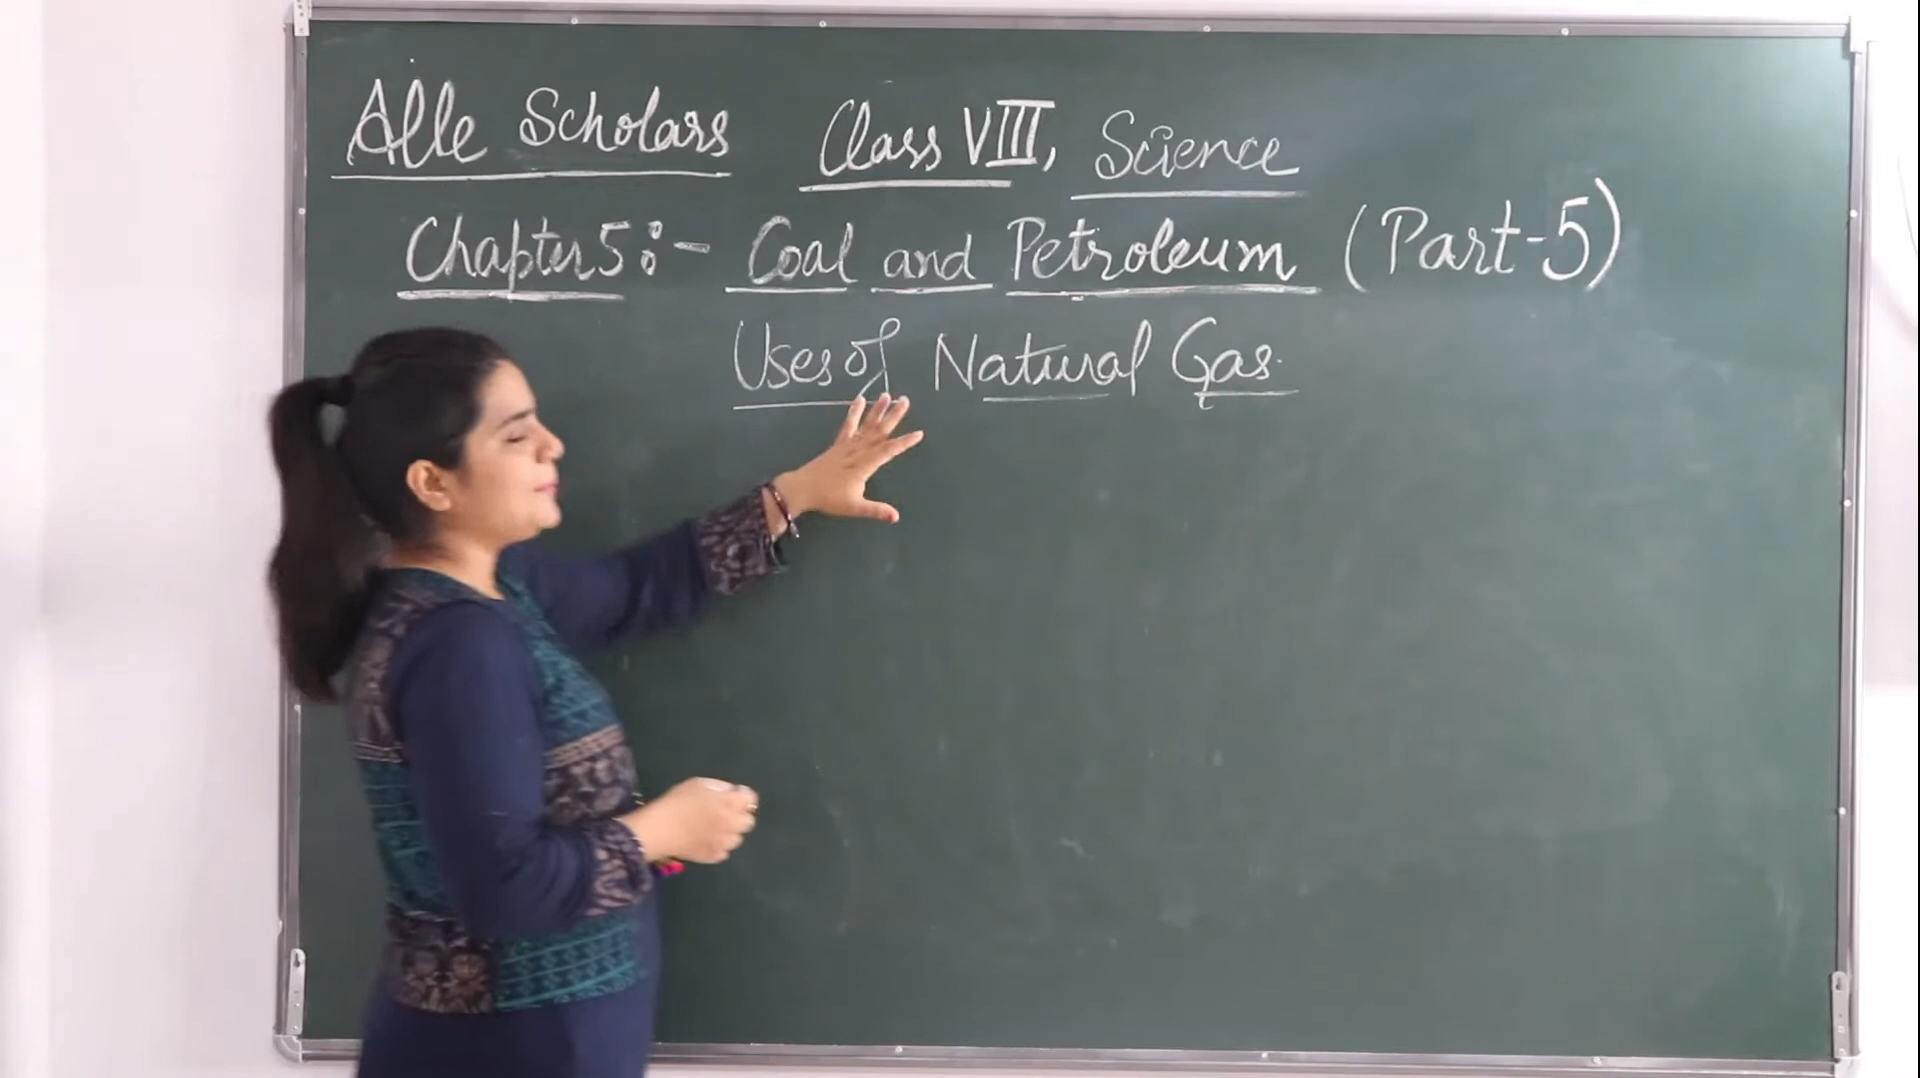 Alle Scholars Class VIII, Science
Chapter 5:- Coal and Petroleum (Part-5)
Uses of Natural Gas.